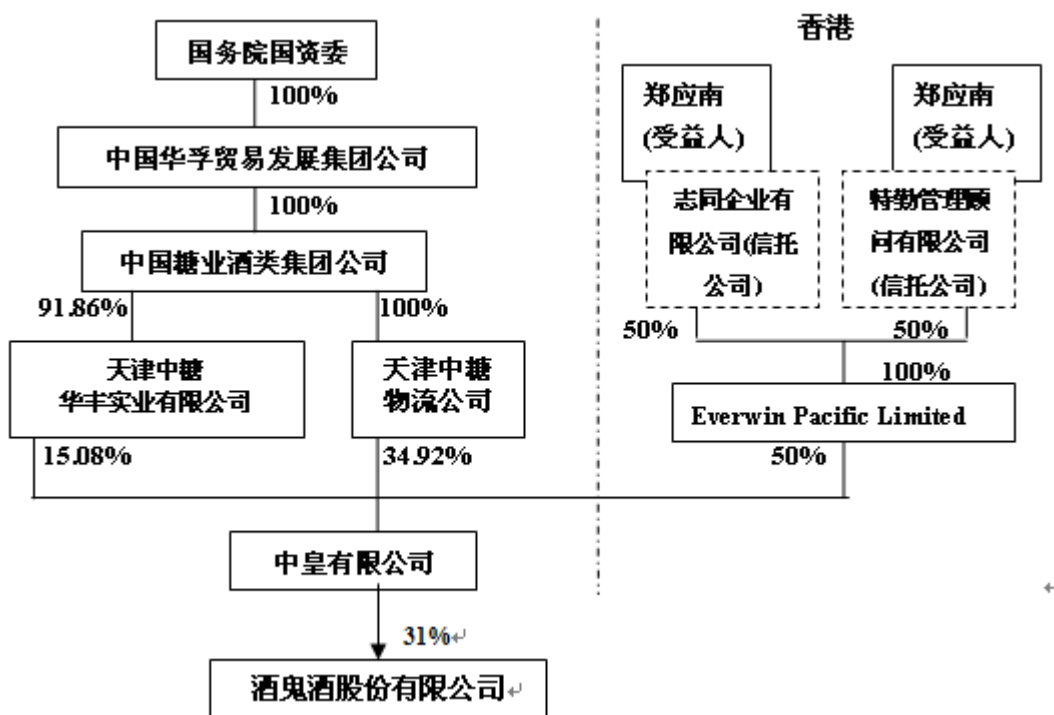 国务院国资委
100%
中国华孚贸易发展集团公司
100%
中国糖业酒类集团公司
91.86%
100%
天津中糖
华丰实业有限公司
天津中糖
物流公司
15.08%
34.92%
香港
郑应南
(受益人)
郑应南
(受益人)
志同企业有
限公司(信托
公司)
特勤管理顾
问有限公司
(信托公司)
50%
50%
100%
Everwin Pacific Limited
50%
中皇有限公司
31%
酒鬼酒股份有限公司